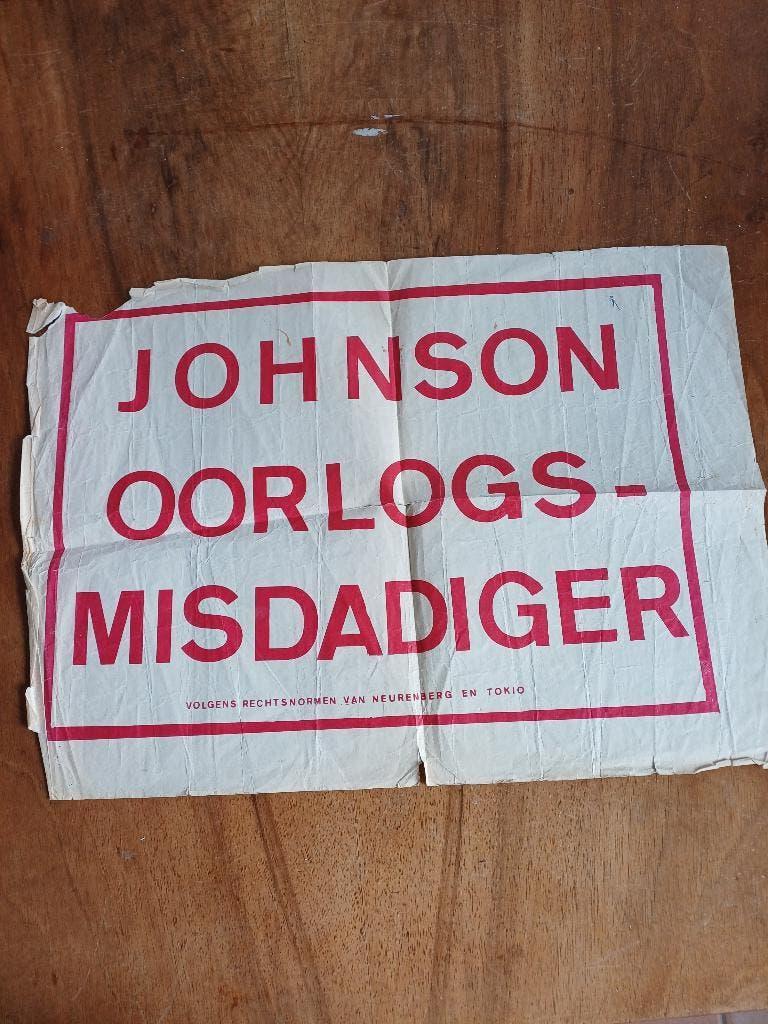 JOHNSON
OORLOGS-
MISDADIGER
VOLGENS RECHTSNORMEN VAN NEURENBERG EN TOKIO